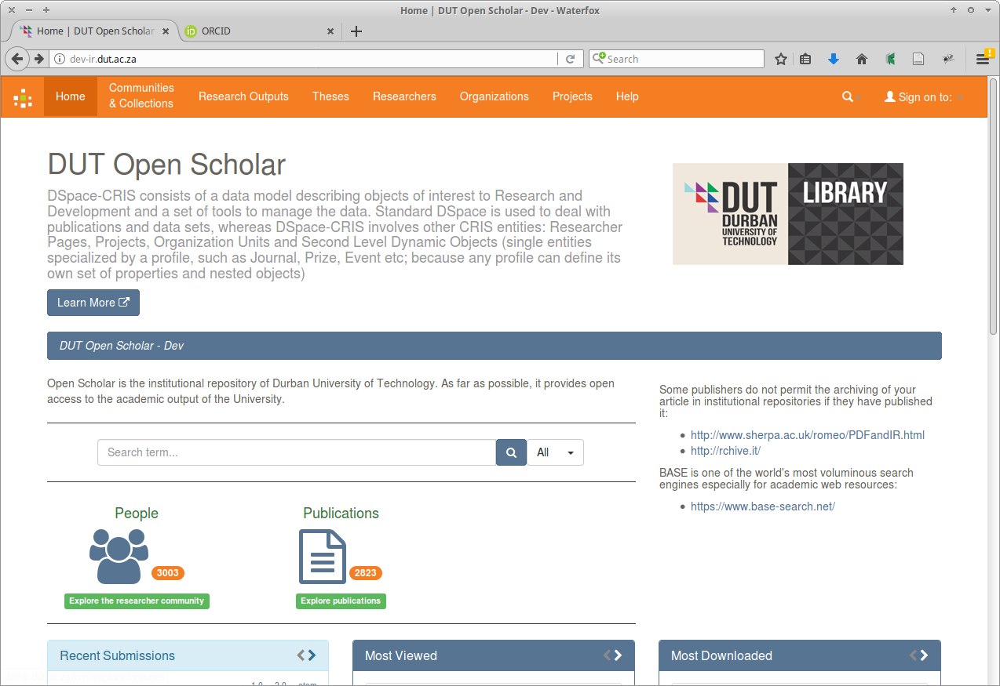 Home | DUT Open Scholar - Dev - Waterfox
Home | DUT Open Scholar
ORCID
dev-ir.dut.ac.za
Search
Home
Communities
& Collections
Research Outputs
Theses
Researchers
Organizations
Projects
Help
Sign on to:
DUT Open Scholar
DSpace-CRIS consists of a data model describing objects of interest to Research and
Development and a set of tools to manage the data. Standard DSpace is used to deal with
publications and data sets, whereas DSpace-CRIS involves other CRIS entities: Researcher
Pages, Projects, Organization Units and Second Level Dynamic Objects (single entities
specialized by a profile, such as Journal, Prize, Event etc; because any profile can define its
own set of properties and nested objects)
Learn More
DUT
DURBAN
UNIVERSITY OF
TECHNOLOGY
LIBRARY
DUT Open Scholar - Dev
Open Scholar is the institutional repository of Durban University of Technology. As far as possible, it provides open
access to the academic output of the University.
Search term...
All
People
3003
Explore the researcher community
Publications
2823
Explore publications
Some publishers do not permit the archiving of your
article in institutional repositories if they have published
it:
http://www.sherpa.ac.uk/romeo/PDFandIR.html
http://rchive.it/
BASE is one of the world's most voluminous search
engines especially for academic web resources:
https://www.base-search.net/
Recent Submissions
Most Viewed
Most Downloaded